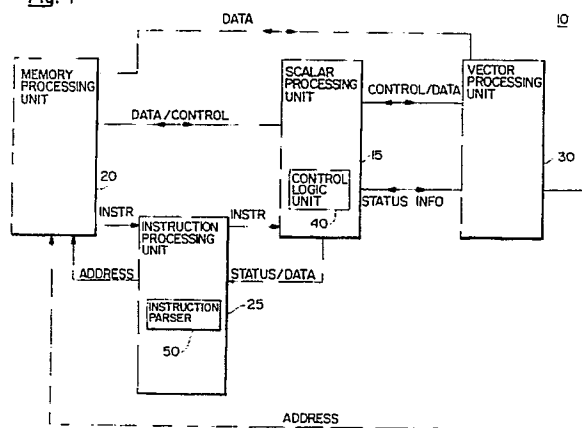 Fig. 1
DATA
10
MEMORY
PROCESSING
UNIT
SCALAR
PROCESSING
UNIT
VECTOR
PROCESSING
UNIT
DATA/CONTROL
CONTROL/DATA
20
15
30
CONTROL
LOGIC
UNIT
40
STATUS INFO
INSTR
INSTR
INSTRUCTION
PROCESSING
UNIT
ADDRESS
STATUS/DATA
INSTRUCTION
PARSER
25
50
ADDRESS